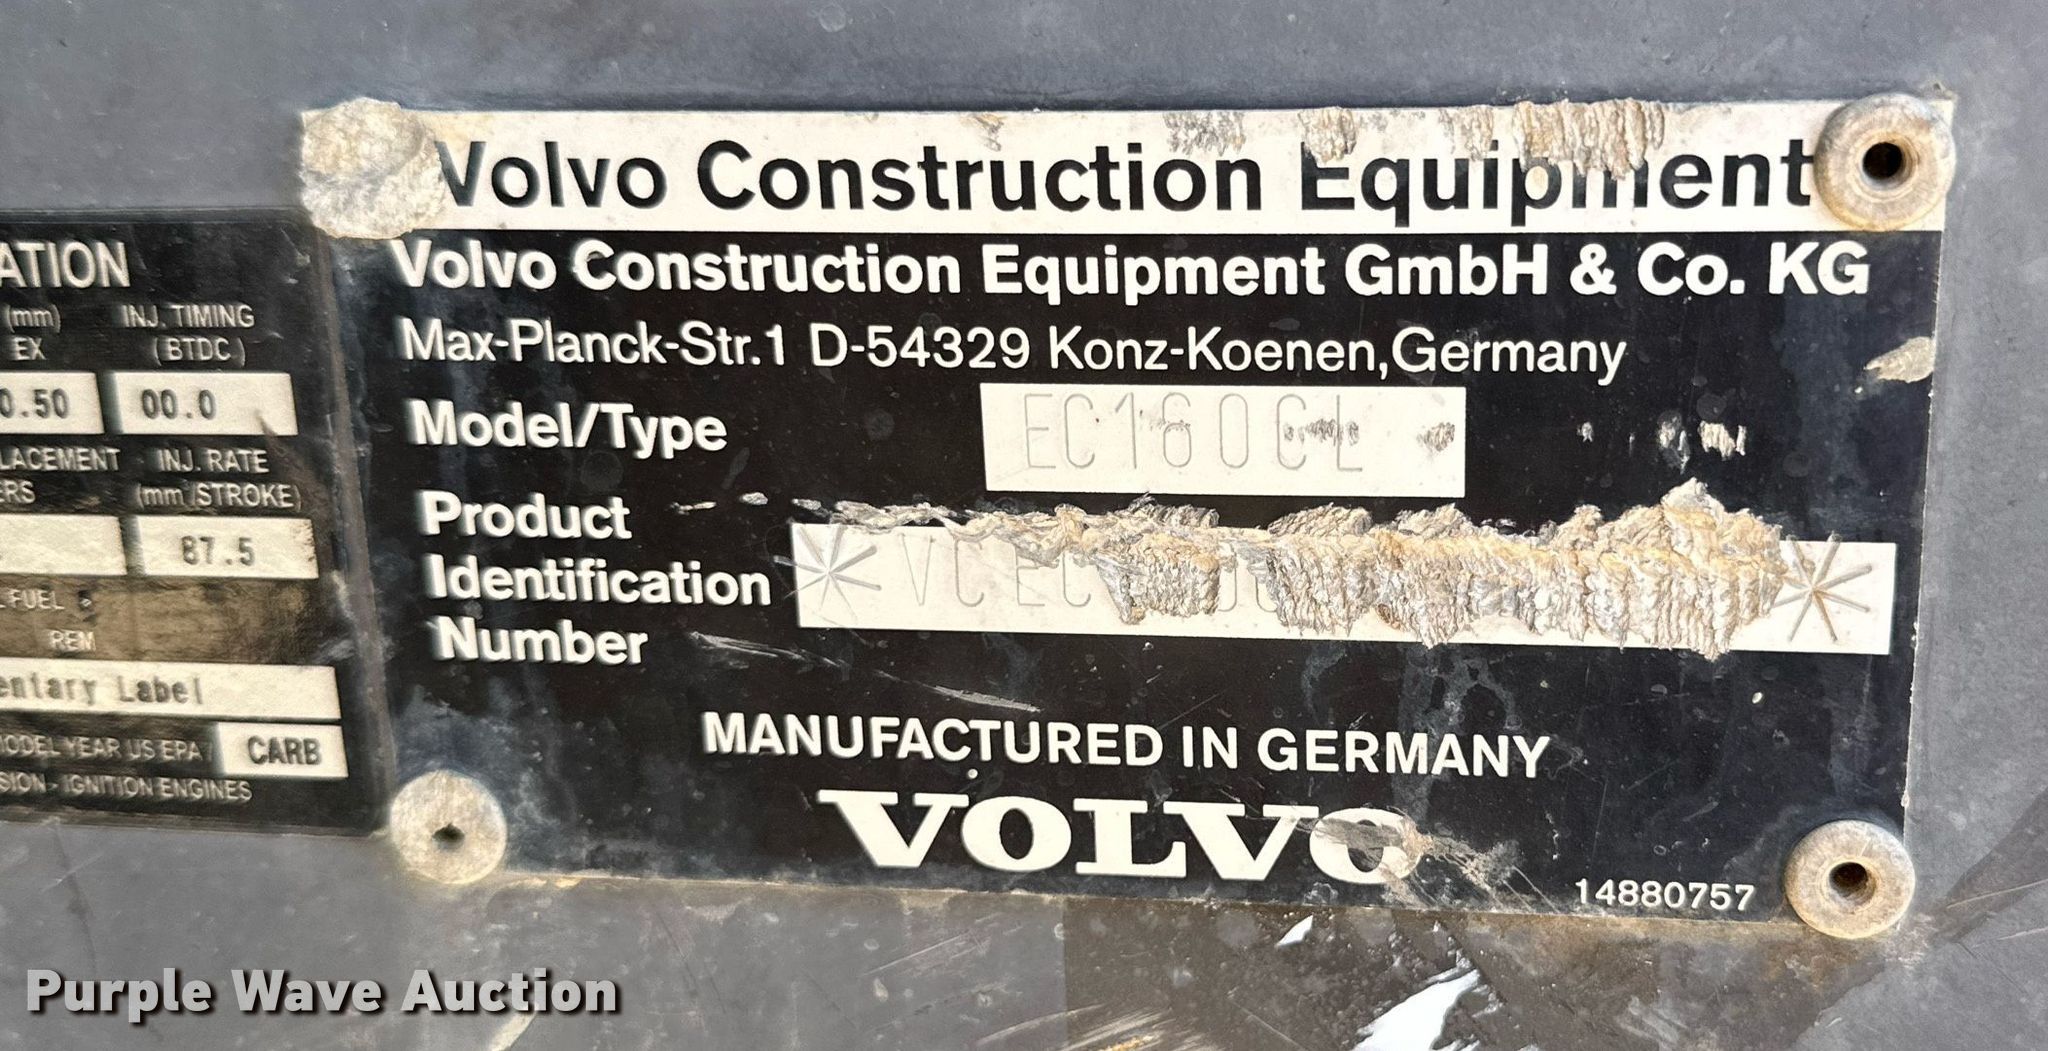 ATION
(mm) INJ. TIMING
EX (BTDC)
0.50 00.0
LACEMENT INJ. RATE
ERS (mm³/STROKE)
87.5
FUEL
REM
entary Label
MODEL YEAR US EPA CARB
SION - IGNITION ENGINES
Volvo Construction Equipment
Volvo Construction Equipment GmbH & Co. KG
Max-Planck-Str.1 D-54329 Konz-Koenen,Germany
Model/Type EC160CL
Product
Identification
Number
MANUFACTURED IN GERMANY
VOLVO
14880757
Purple Wave Auction